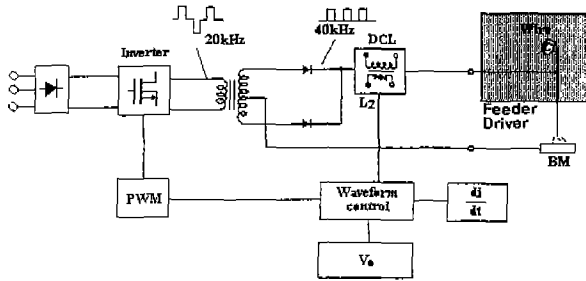 Inverter
20kHz
40kHz
DCL
L2
Wire
Feeder
Driver
BM
PWM
Waveform
control
di
dt
Vo